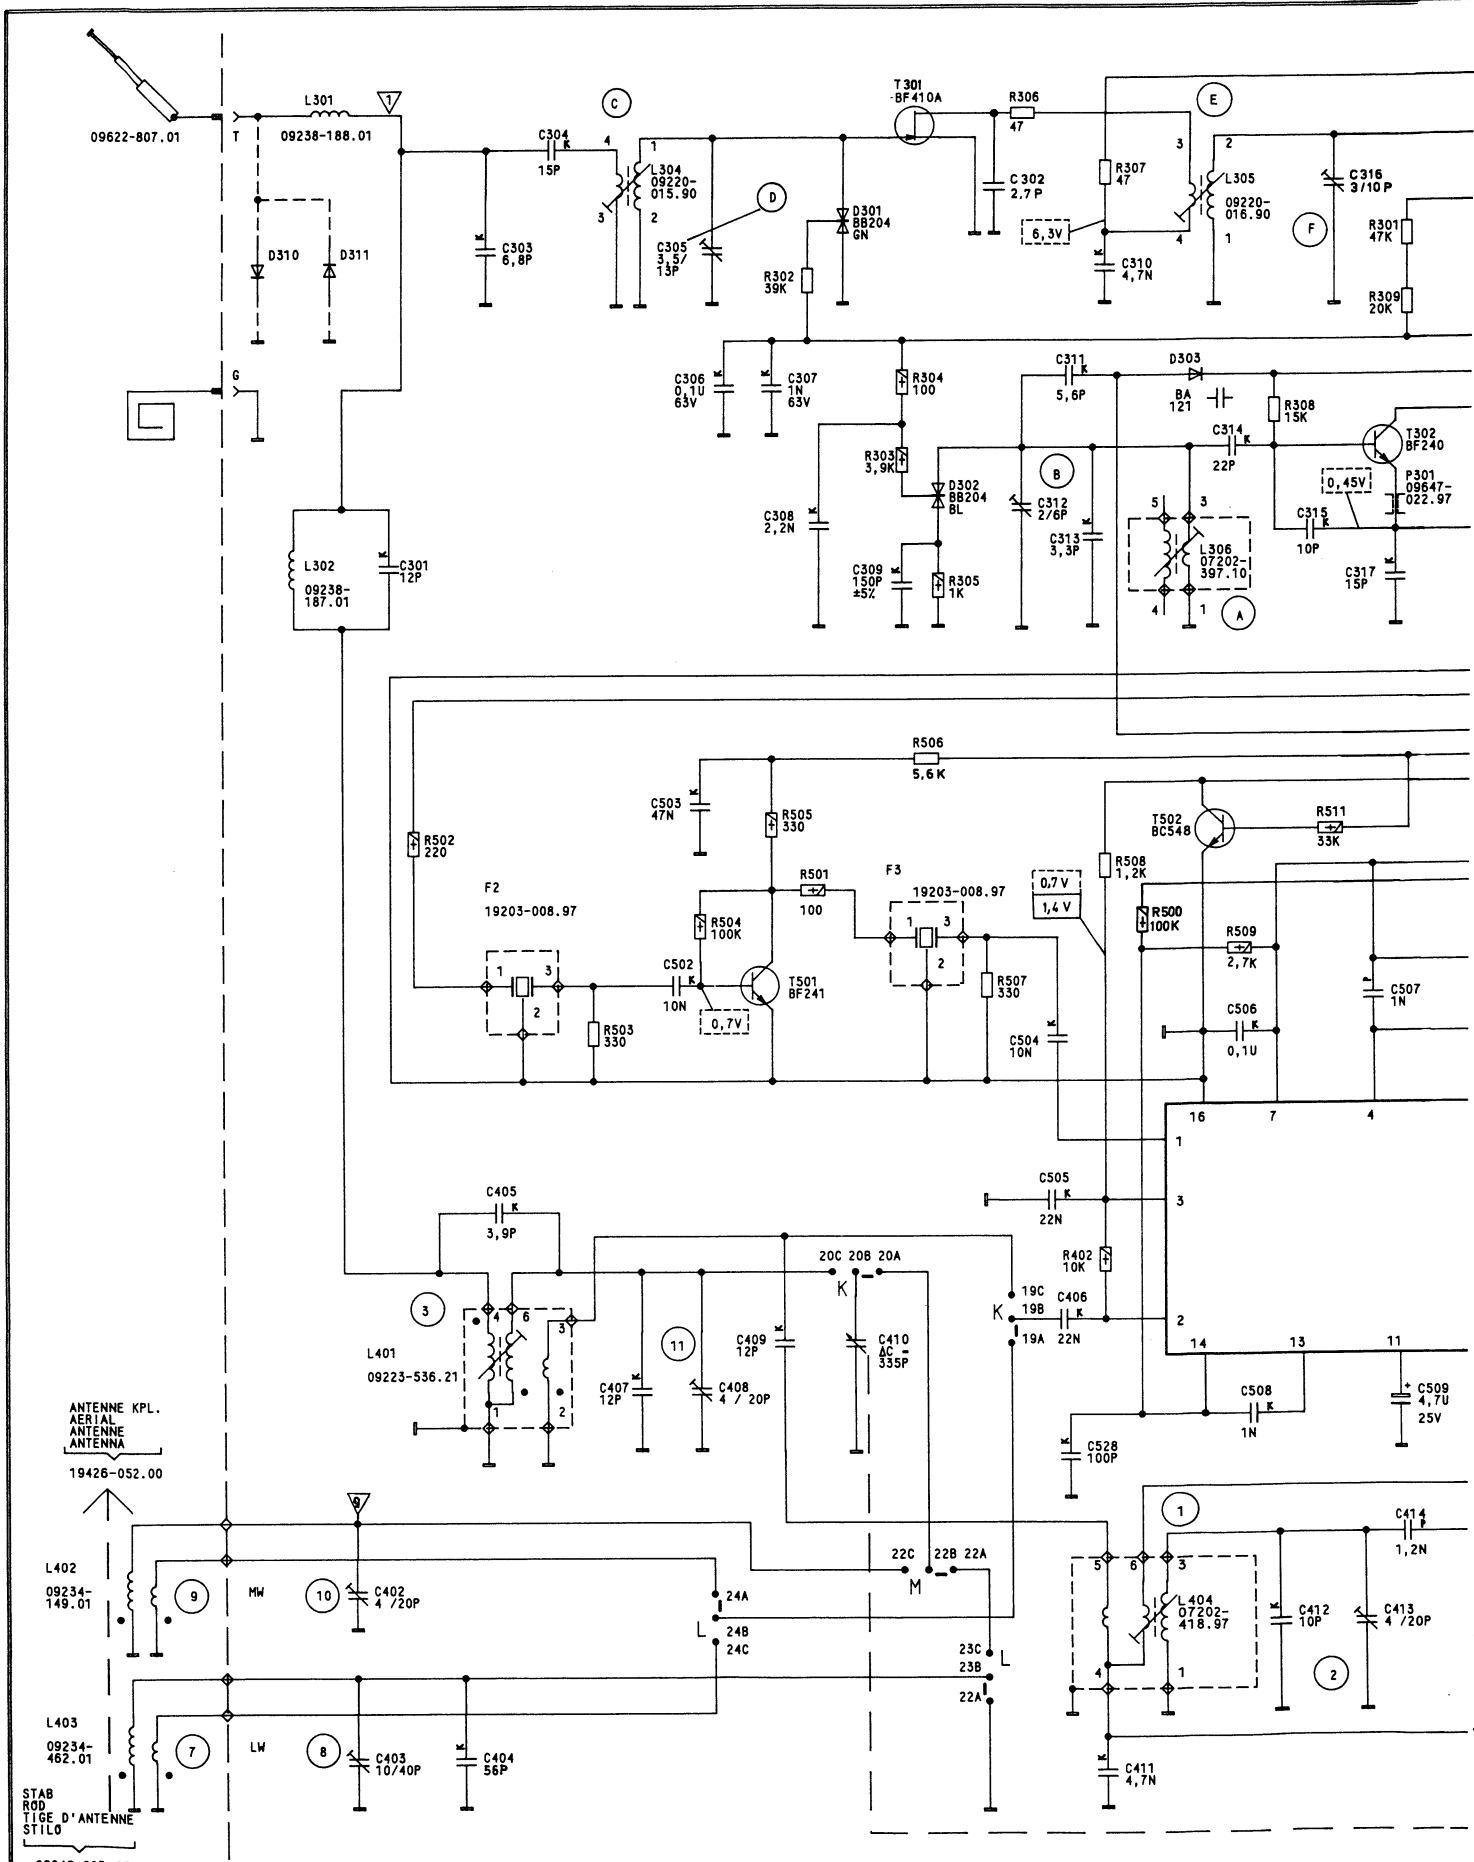 09622-807.01
T
L301
09238-188.01
1
C304
K
15P
C
4
1
L304
09220-
015.90
3
2
K
C303
6,8P
D310
D311
C305
3,5/
13P
D
T301
BF410A
R306
47
C302
2.7P
D301
BB204
GN
R302
39K
R307
47
6,3V
K
C310
4,7N
E
3
2
L305
09220-
016.90
4
1
C316
3/10P
F
R301
47K
R309
20K
G
C306
0,1U
63V
K
C307
1N
63V
K
R304
100
R303
3,9K
C308
2,2N
K
D302
BB204
BL
C309
150P
±5%
K
R305
1K
C311
K
5,6P
D303
BA
121
R308
15K
C314
K
22P
T302
BF240
B
C312
2/6P
C313
3,3P
K
5
3
L306
07202-
397.10
4
1
A
0,45V
C315
K
10P
P301
09647-
022.97
K
C317
15P
L302
09238-
187.01
K
C301
12P
R506
5,6K
C503
47N
K
R505
330
R502
220
F2
19203-008.97
1
3
2
R503
330
C502
K
10N
R504
100K
0,7V
T501
BF241
R501
100
F3
19203-008.97
1
3
2
R507
330
K
C504
10N
0,7V
1,4V
R508
1,2K
T502
BC548
R511
33K
R500
100K
R509
2,7K
C506
K
0,1U
P
C507
1N
16
7
4
1
3
2
14
13
11
C505
K
22N
R402
10K
C406
K
22N
C508
K
1N
+
C509
4,7U
25V
K
C528
100P
C405
K
3,9P
3
4
6
3
L401
09223-536.21
1
2
11
K
C407
12P
C408
4 / 20P
C409
12P
K
20C 20B 20A
K
C410
ΔC =
335P
19C
K
19B
19A
ANTENNE KPL.
AERIAL
ANTENNE
ANTENNA
19426-052.00
L402
09234-
149.01
9
MW
10
C402
4 /20P
24A
L
24B
24C
22C 22B 22A
M
23C
L
23B
22A
L403
09234-
462.01
7
LW
8
C403
10/40P
K
C404
56P
1
5
6
3
L404
07202-
418.97
4
1
K
C411
4,7N
K
C412
10P
C413
4 /20P
C414
P
1,2N
2
STAB
ROD
TIGE D'ANTENNE
STILO